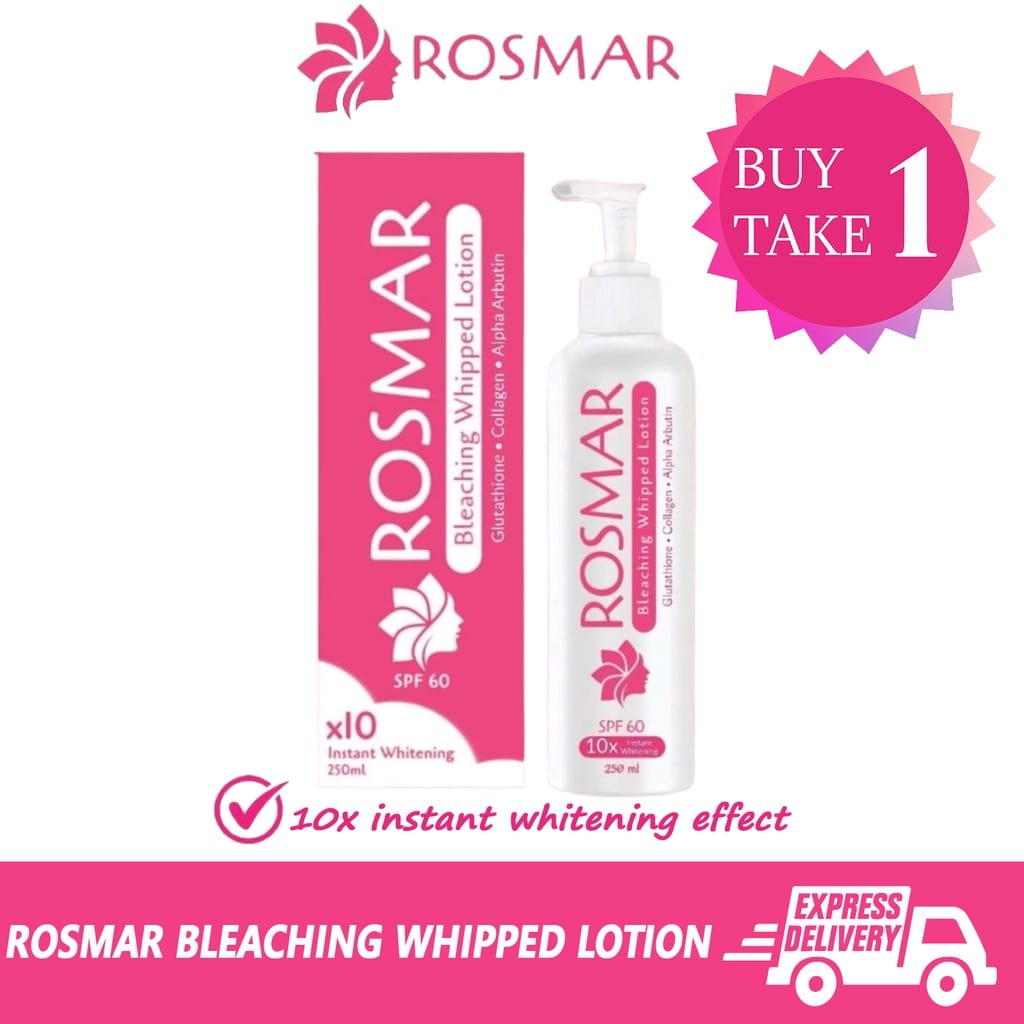 ROSMAR
BUY
TAKE 1
ROSMAR
Bleaching Whipped Lotion
Glutathione • Collagen • Alpha Arbutin
SPF 60
x10
Instant Whitening
250ml
ROSMAR
Bleaching Whipped Lotion
Glutathione • Collagen • Alpha Arbutin
SPF 60
10x Instant Whitening
250 ml
10x instant whitening effect
ROSMAR BLEACHING WHIPPED LOTION
EXPRESS
DELIVERY